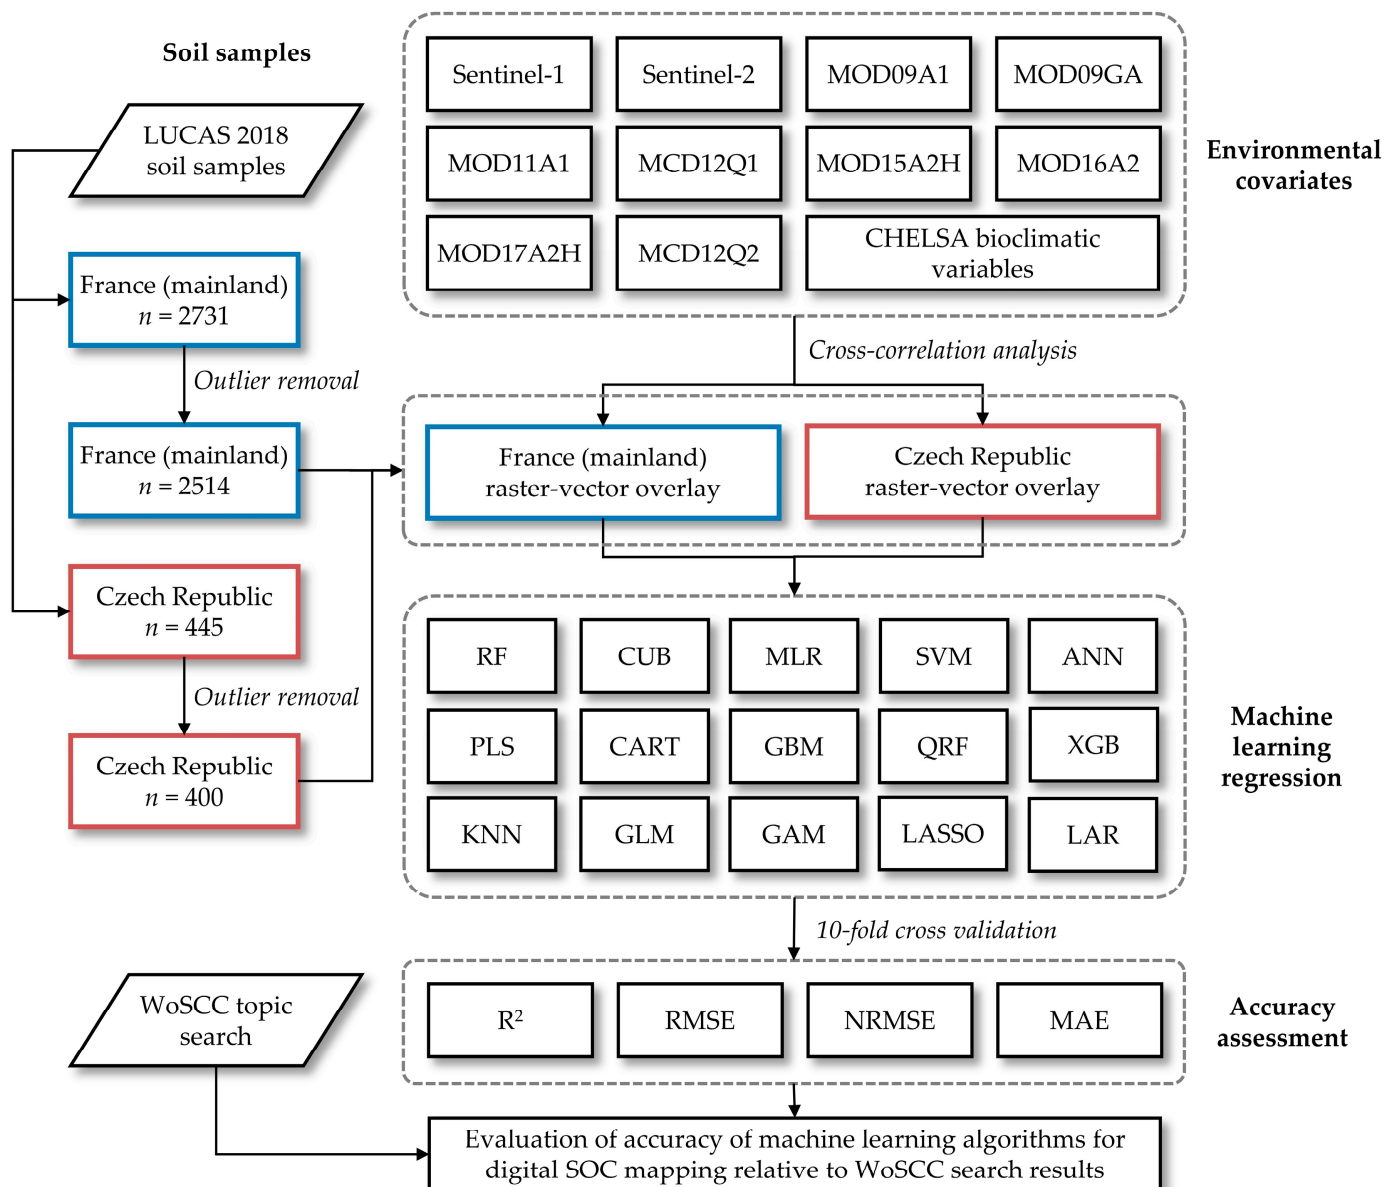 Soil samples
LUCAS 2018
soil samples
France (mainland)
n = 2731
Outlier removal
France (mainland)
n = 2514
Czech Republic
n = 445
Outlier removal
Czech Republic
n = 400
Sentinel-1
Sentinel-2
MOD09A1
MOD09GA
MOD11A1
MCD12Q1
MOD15A2H
MOD16A2
MOD17A2H
MCD12Q2
CHELSA bioclimatic
variables
Environmental
covariates
Cross-correlation analysis
France (mainland)
raster-vector overlay
Czech Republic
raster-vector overlay
RF
CUB
MLR
SVM
ANN
PLS
CART
GBM
QRF
XGB
KNN
GLM
GAM
LASSO
LAR
Machine
learning
regression
10-fold cross validation
WoSCC topic
search
R²
RMSE
NRMSE
MAE
Accuracy
assessment
Evaluation of accuracy of machine learning algorithms for
digital SOC mapping relative to WoSCC search results